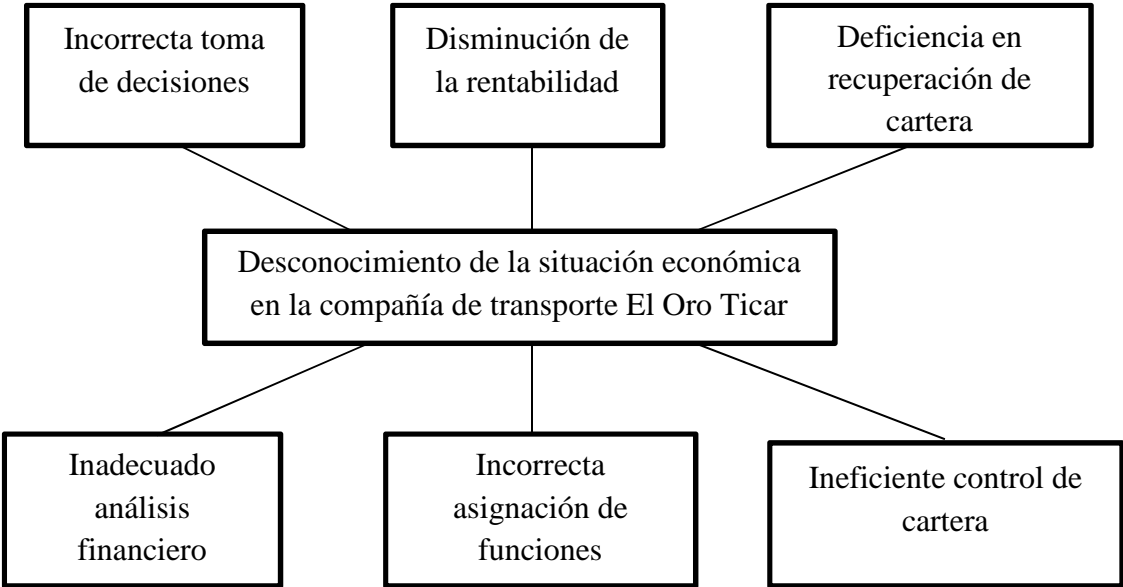 Incorrecta toma
de decisiones
Disminución de
la rentabilidad
Deficiencia en
recuperación de
cartera
Desconocimiento de la situación económica
en la compañía de transporte El Oro Ticar
Inadecuado
análisis
financiero
Incorrecta
asignación de
funciones
Ineficiente control de
cartera